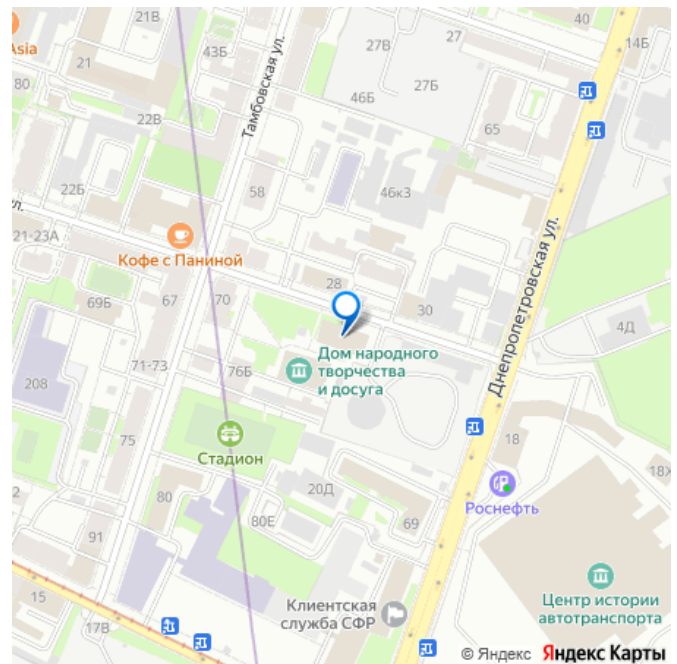 21В
40
14Б
Asia
43Б
27В
27
21
80
27Б
46Б
Тамбовская ул.
22В
65
22Б
58
46к3
ул.
21-23А
Кофе с Паниной
Днепропетровская ул.
28
69Б
67
70
30
4Д
71-73
76Б
Дом народного
творчества
и досуга
208
75
Стадион
18
18Х
2
80
20Д
Роснефть
80Е
69
91
15
17В
Клиентская
служба СФР
Центр истории
автотранспорта
© Яндекс Яндекс Карты